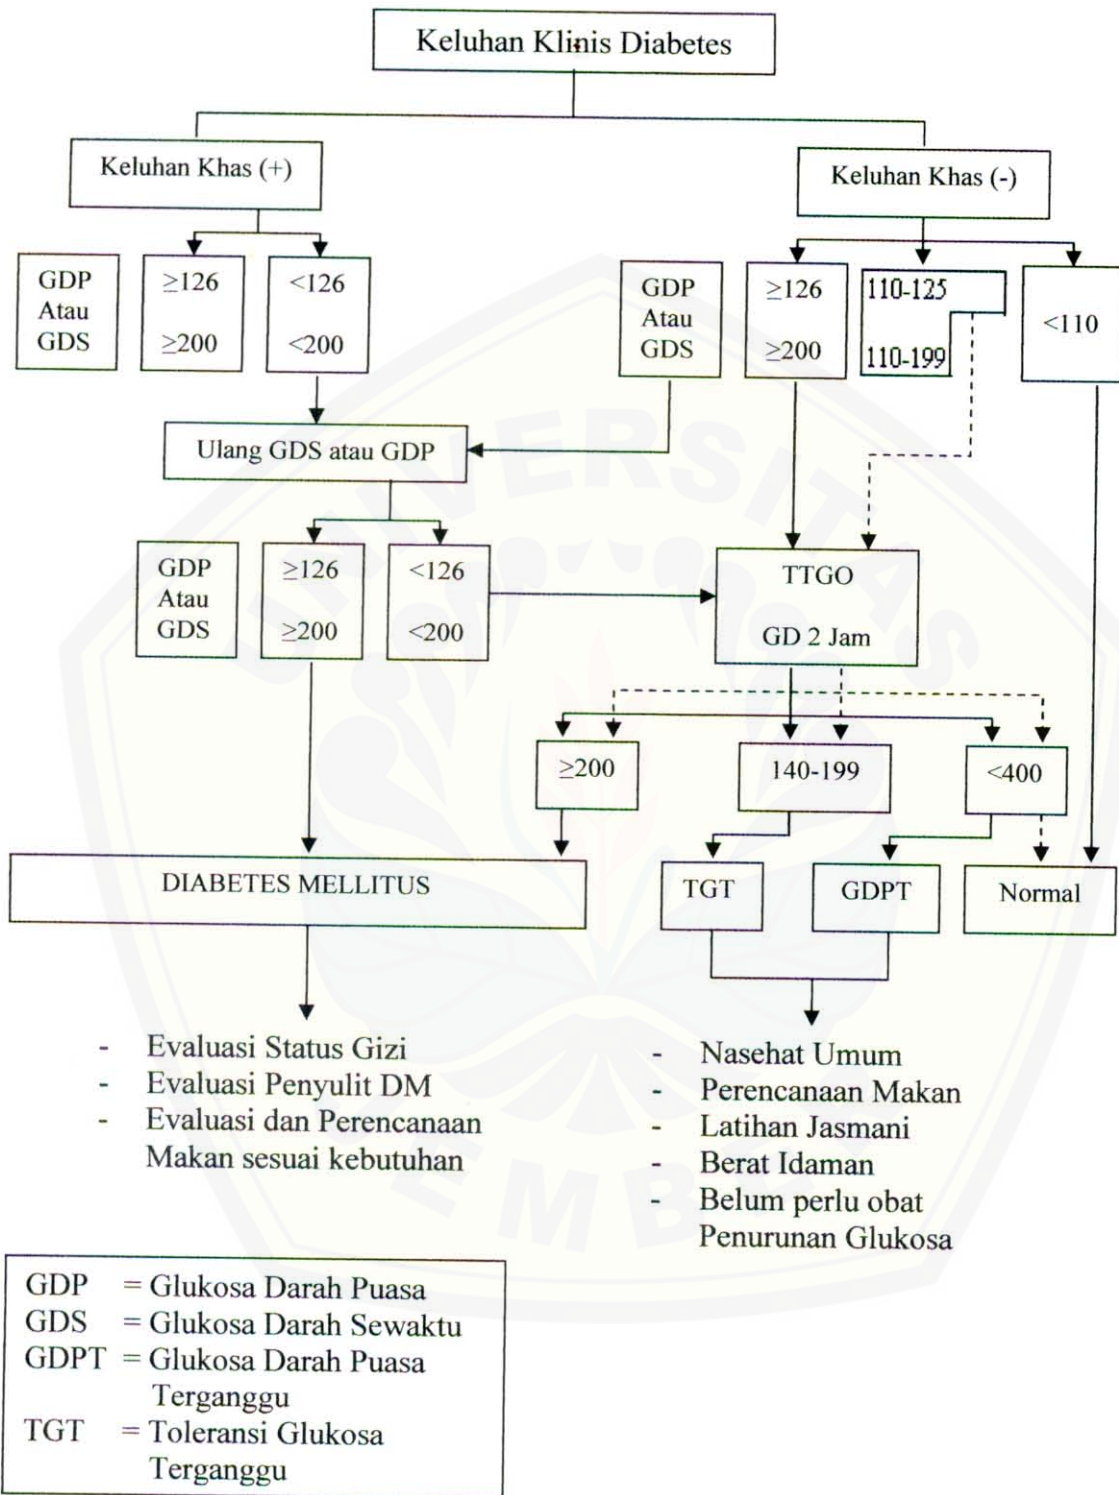 Keluhan Klinis Diabetes
Keluhan Khas (+)
Keluhan Khas (-)
GDP
Atau
GDS
≥126
≥200
<126
<200
GDP
Atau
GDS
≥126
≥200
110-125
110-199
<110
Ulang GDS atau GDP
GDP
Atau
GDS
≥126
≥200
<126
<200
TTGO
GD 2 Jam
≥200
140-199
<400
DIABETES MELLITUS
TGT
GDPT
Normal
- Evaluasi Status Gizi
- Evaluasi Penyulit DM
- Evaluasi dan Perencanaan
Makan sesuai kebutuhan
- Nasehat Umum
- Perencanaan Makan
- Latihan Jasmani
- Berat Idaman
- Belum perlu obat
Penurunan Glukosa
GDP = Glukosa Darah Puasa
GDS = Glukosa Darah Sewaktu
GDPT = Glukosa Darah Puasa
Terganggu
TGT = Toleransi Glukosa
Terganggu
UNIVERSITAS
JEMBER